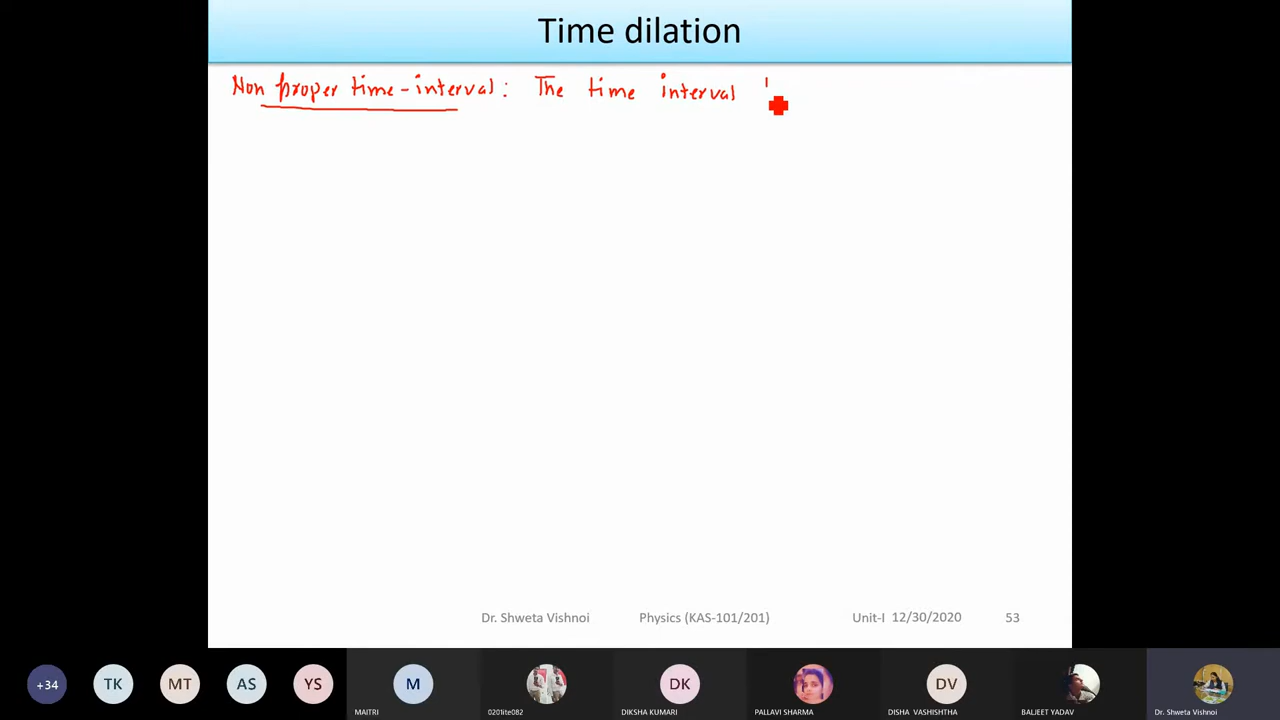 Time dilation
Non proper time-interval: The time interval
Dr. Shweta Vishnoi Physics (KAS-101/201) Unit-I 12/30/2020 53
+34 TK MT AS YS M DK DV
MAITRI 0201ite082 DIKSHA KUMARI PALLAVI SHARMA DISHA VASHISHTHA BALJEET YADAV Dr. Shweta Vishnoi